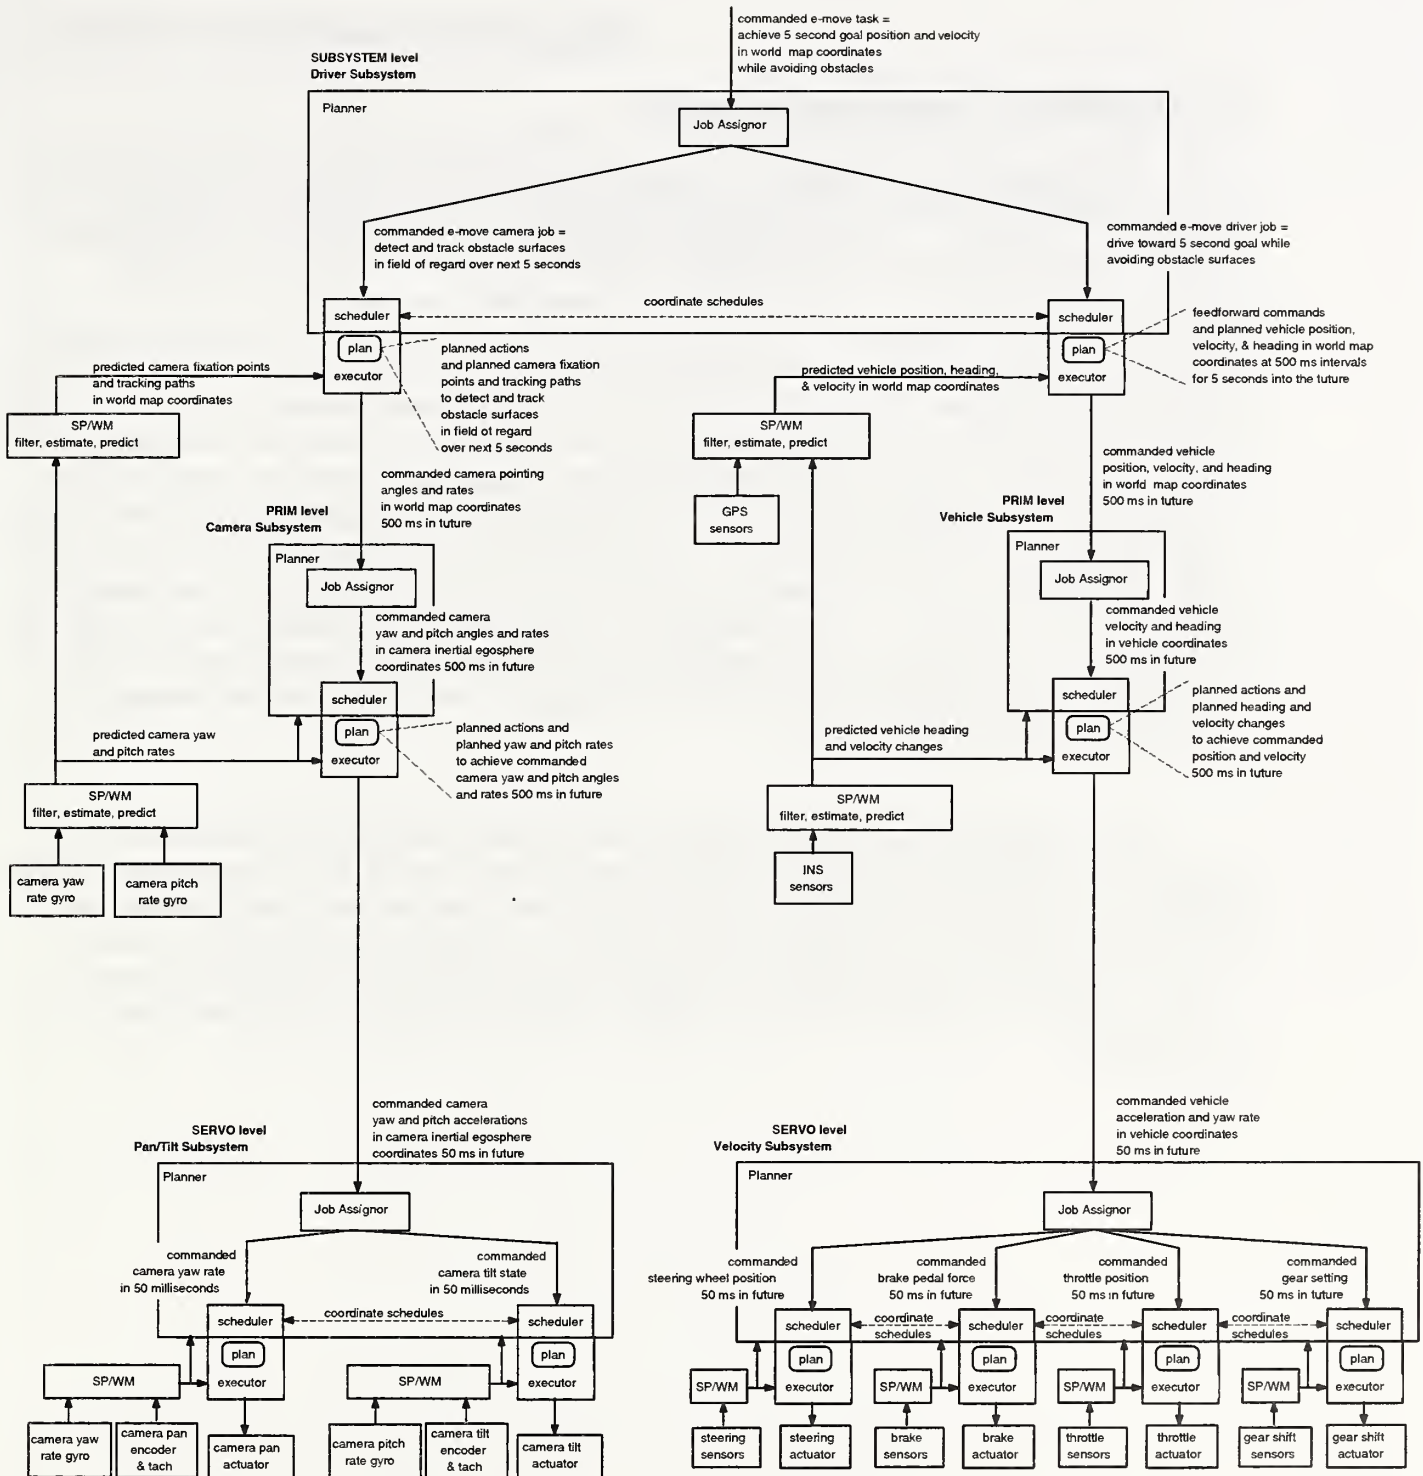 commanded e-move task =
achieve 5 second goal position and velocity
in world map coordinates
while avoiding obstacles
SUBSYSTEM level
Driver Subsystem
Planner
Job Assignor
commanded e-move camera job =
detect and track obstacle surfaces
in field of regard over next 5 seconds
commanded e-move driver job =
drive toward 5 second goal while
avoiding obstacle surfaces
scheduler
coordinate schedules
scheduler
plan
executor
planned actions
and planned camera fixation
points and tracking paths
to detect and track
obstacle surfaces
in field of regard
over next 5 seconds
plan
executor
feedforward commands
and planned vehicle position,
velocity, & heading in world map
coordinates at 500 ms intervals
for 5 seconds into the future
predicted camera fixation points
and tracking paths
in world map coordinates
predicted vehicle position, heading,
& velocity in world map coordinates
SP/WM
filter, estimate, predict
SP/WM
filter, estimate, predict
GPS
sensors
commanded camera pointing
angles and rates
in world map coordinates
500 ms in future
commanded vehicle
position, velocity, and heading
in world map coordinates
500 ms in future
PRIM level
Camera Subsystem
PRIM level
Vehicle Subsystem
Planner
Job Assignor
Planner
Job Assignor
commanded camera
yaw and pitch angles and rates
in camera inertial egosphere
coordinates 500 ms in future
commanded vehicle
velocity and heading
in vehicle coordinates
500 ms in future
scheduler
plan
executor
scheduler
plan
executor
predicted camera yaw
and pitch rates
planned actions and
planned yaw and pitch rates
to achieve commanded
camera yaw and pitch angles
and rates 500 ms in future
predicted vehicle heading
and velocity changes
planned actions and
planned heading and
velocity changes
to achieve commanded
position and velocity
500 ms in future
SP/WM
filter, estimate, predict
SP/WM
filter, estimate, predict
camera yaw
rate gyro
camera pitch
rate gyro
INS
sensors
commanded camera
yaw and pitch accelerations
in camera inertial egosphere
coordinates 50 ms in future
commanded vehicle
acceleration and yaw rate
in vehicle coordinates
50 ms in future
SERVO level
Pan/Tilt Subsystem
SERVO level
Velocity Subsystem
Planner
Job Assignor
Planner
Job Assignor
commanded
camera yaw rate
in 50 milliseconds
commanded
camera tilt state
in 50 milliseconds
commanded
steering wheel position
50 ms in future
commanded
brake pedal force
50 ms in future
commanded
throttle position
50 ms in future
commanded
gear setting
50 ms in future
scheduler
coordinate schedules
scheduler
scheduler
coordinate
schedules
scheduler
coordinate
schedules
scheduler
coordinate
schedules
scheduler
plan
plan
plan
plan
plan
plan
SP/WM
executor
SP/WM
executor
SP/WM
executor
SP/WM
executor
SP/WM
executor
SP/WM
executor
camera yaw
rate gyro
camera pan
encoder
& tach
camera pan
actuator
camera pitch
rate gyro
camera tilt
encoder
& tach
camera tilt
actuator
steering
sensors
steering
actuator
brake
sensors
brake
actuator
throttle
sensors
throttle
actuator
gear shift
sensors
gear shift
actuator